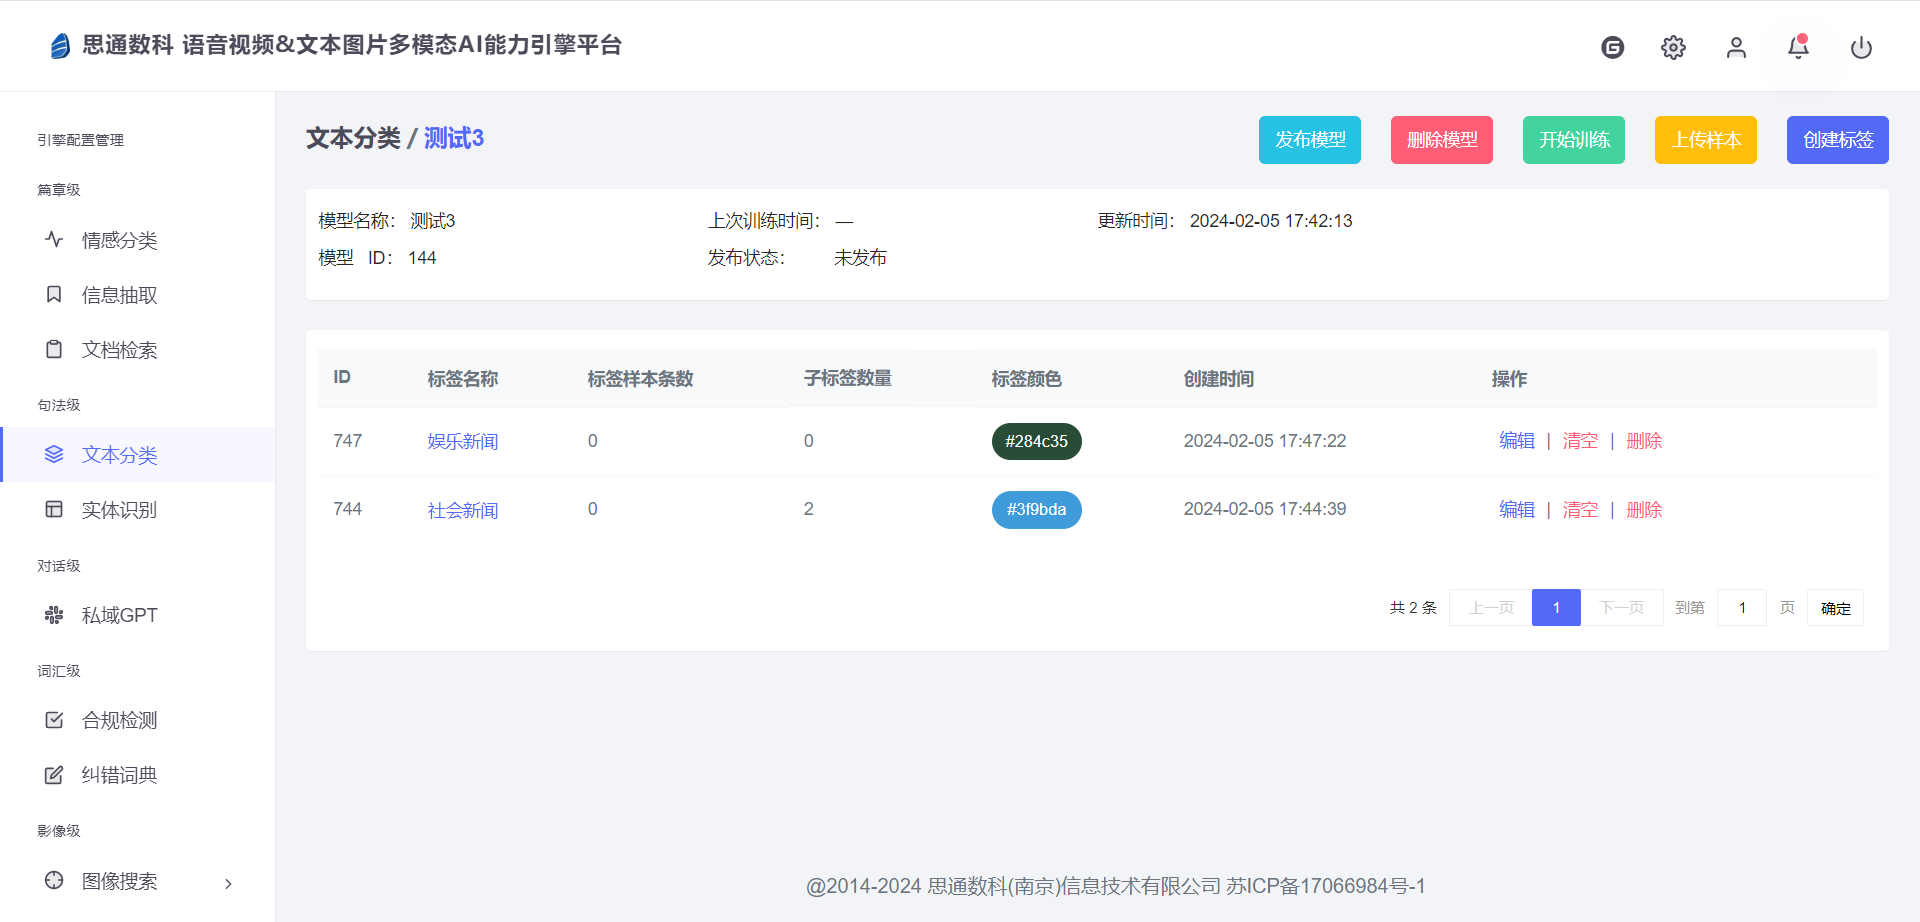 思通数科 语音视频&文本图片多模态AI能力引擎平台
引擎配置管理
篇章级
情感分类
信息抽取
文档检索
句法级
文本分类
实体识别
对话级
私域GPT
词汇级
合规检测
纠错词典
影像级
图像搜索
文本分类 / 测试3
发布模型 删除模型 开始训练 上传样本 创建标签
模型名称： 测试3 上次训练时间： — 更新时间： 2024-02-05 17:42:13
模型 ID： 144 发布状态： 未发布
ID 标签名称 标签样本条数 子标签数量 标签颜色 创建时间 操作
747 娱乐新闻 0 0 #284c35 2024-02-05 17:47:22 编辑 | 清空 | 删除
744 社会新闻 0 2 #3f9bda 2024-02-05 17:44:39 编辑 | 清空 | 删除
共 2 条 上一页 1 下一页 到第 1 页 确定
@2014-2024 思通数科(南京)信息技术有限公司 苏ICP备17066984号-1